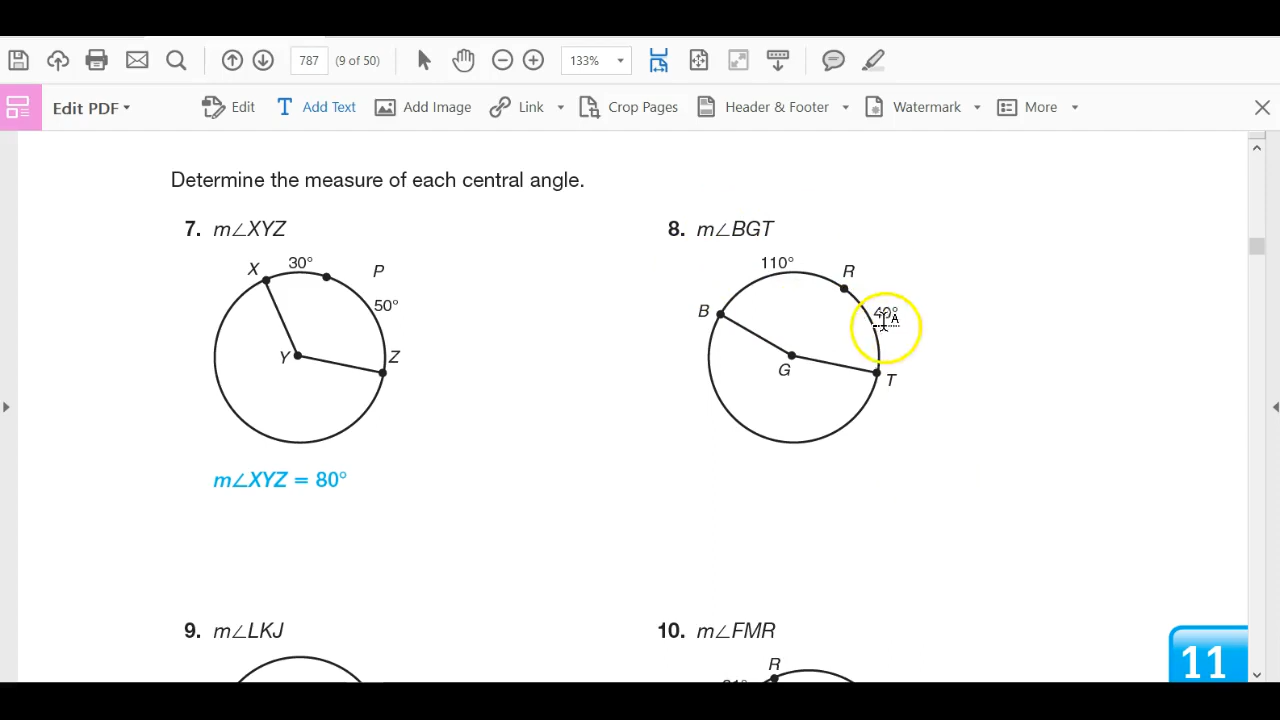 787 (9 of 50) 133%
Edit PDF Edit Add Text Add Image Link Crop Pages Header & Footer Watermark More
Determine the measure of each central angle.
7. m∠XYZ
8. m∠BGT
X 30° P
50°
Y Z
110° R
B 40°
G T
A
m∠XYZ = 80°
9. m∠LKJ
10. m∠FMR
R
11